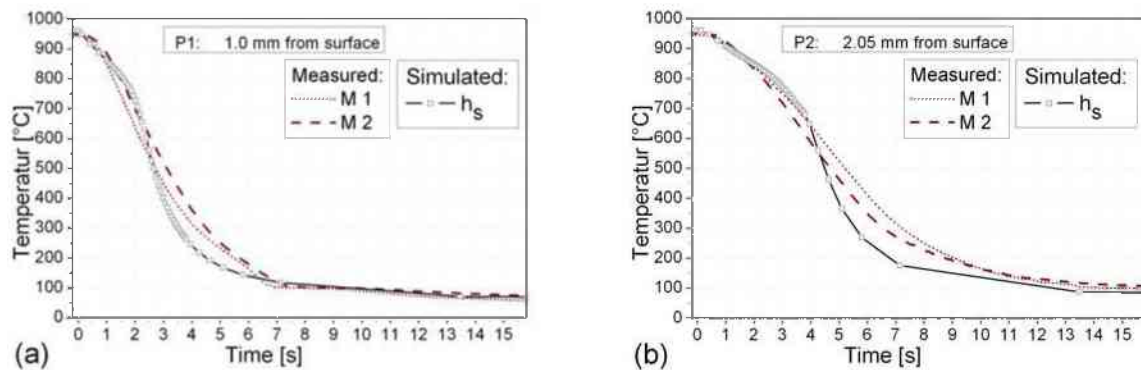 P1: 1.0 mm from surface
Measured:
M 1
M 2
Simulated:
hs
Temperatur [°C]
1000
900
800
700
600
500
400
300
200
100
0
0 1 2 3 4 5 6 7 8 9 10 11 12 13 14 15
Time [s]
(a)
P2: 2.05 mm from surface
Measured:
M 1
M 2
Simulated:
hs
Temperatur [°C]
1000
900
800
700
600
500
400
300
200
100
0
0 1 2 3 4 5 6 7 8 9 10 11 12 13 14 15
Time [s]
(b)